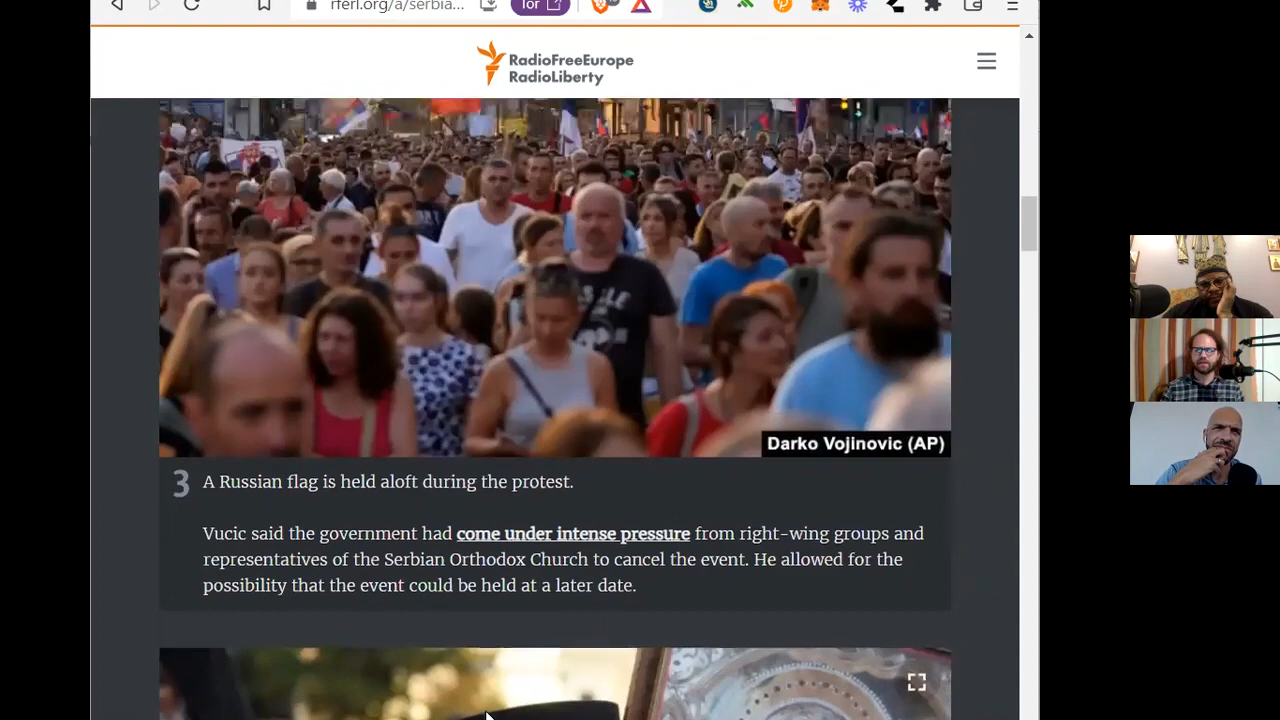 rferl.org/a/serbia...
Tor
RadioFreeEurope
RadioLiberty
Darko Vojinovic (AP)
3 A Russian flag is held aloft during the protest.
Vucic said the government had come under intense pressure from right-wing groups and
representatives of the Serbian Orthodox Church to cancel the event. He allowed for the
possibility that the event could be held at a later date.